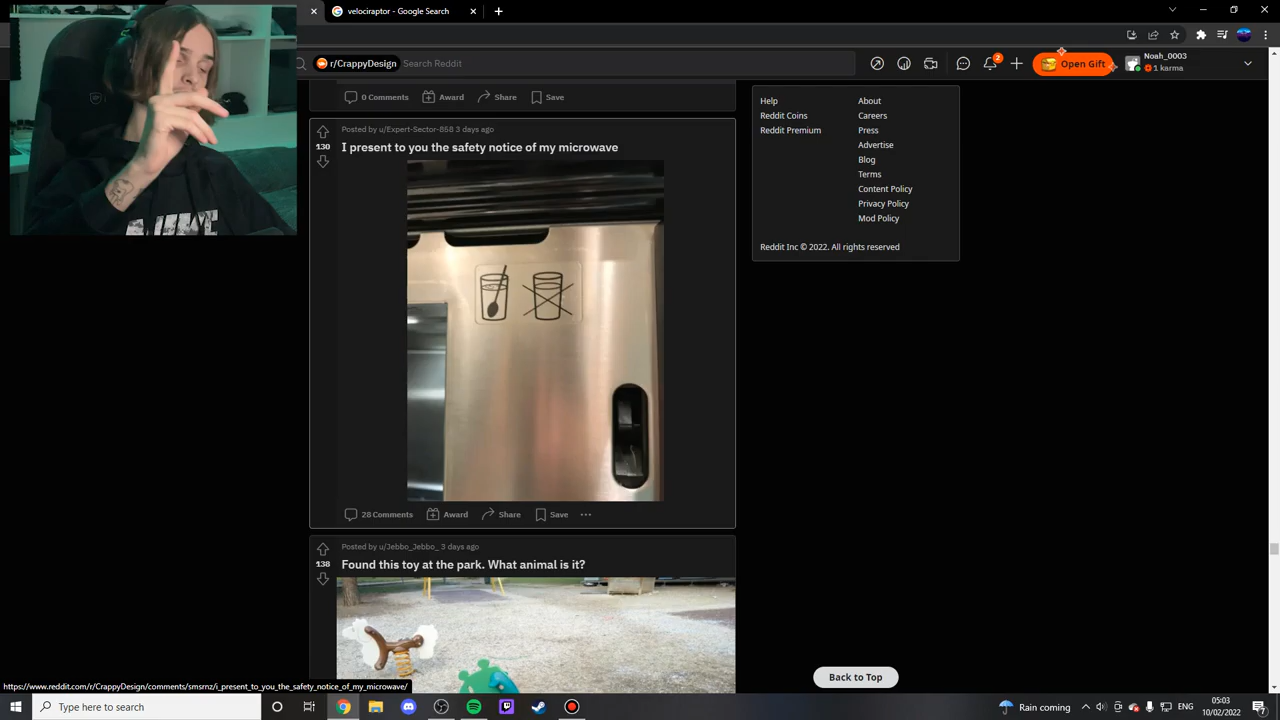 velociraptor - Google Search
r/CrappyDesign
Search Reddit
2
Open Gift
Noah_0003
1 karma
0 Comments
Award
Share
Save
Help
About
Reddit Coins
Careers
Reddit Premium
Press
Advertise
Blog
Terms
Content Policy
Privacy Policy
Mod Policy
Reddit Inc © 2022. All rights reserved
Posted by u/Expert-Sector-858 3 days ago
130
I present to you the safety notice of my microwave
28 Comments
Award
Share
Save
Posted by u/Jebbo_Jebbo_ 3 days ago
138
Found this toy at the park. What animal is it?
Back to Top
https://www.reddit.com/r/CrappyDesign/comments/smsrnz/i_present_to_you_the_safety_notice_of_my_microwave/
Type here to search
Rain coming
ENG
05:03
10/02/2022